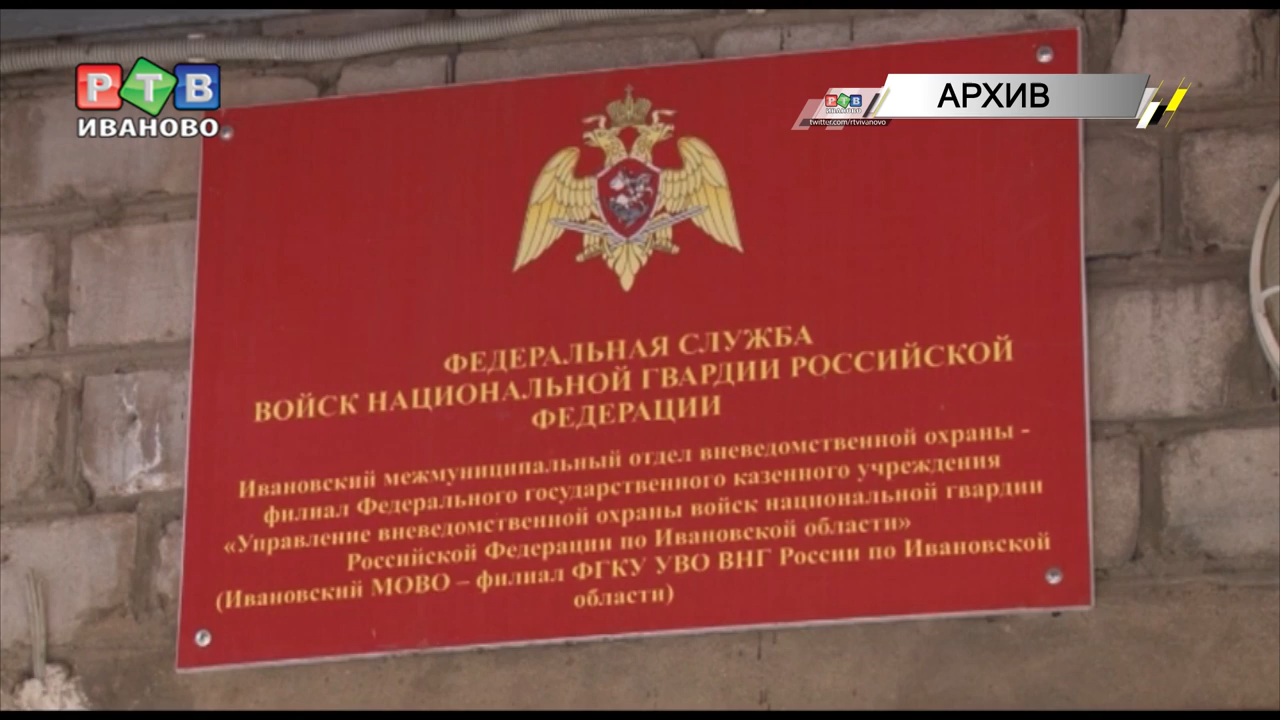 РТВ
ИВАНОВО
РТВ
ИВАНОВО
twitter.com/rtvivanovo
АРХИВ
ФЕДЕРАЛЬНАЯ СЛУЖБА
ВОЙСК НАЦИОНАЛЬНОЙ ГВАРДИИ РОССИЙСКОЙ
ФЕДЕРАЦИИ
Ивановский межмуниципальный отдел вневедомственной охраны -
филиал Федерального государственного казенного учреждения
«Управление вневедомственной охраны войск национальной гвардии
Российской Федерации по Ивановской области»
(Ивановский МОВО – филиал ФГКУ УВО ВНГ России по Ивановской
области)